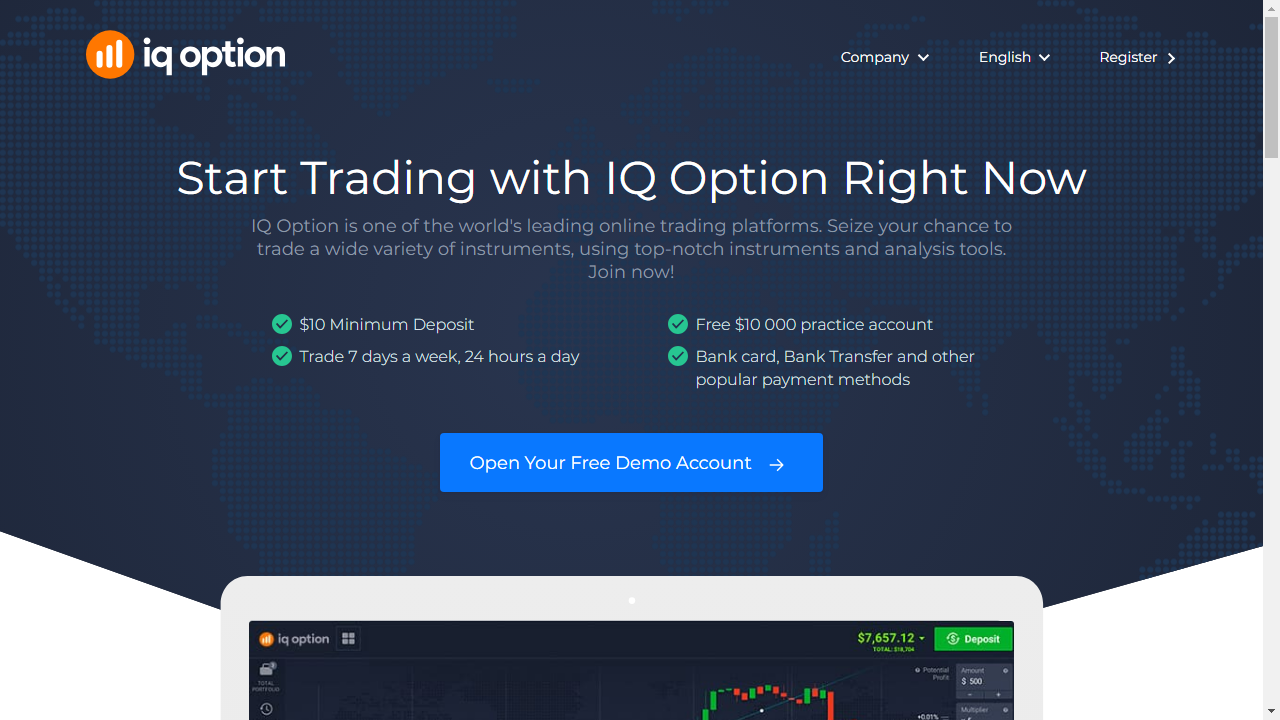 iq option
Company
English
Register
Start Trading with IQ Option Right Now
IQ Option is one of the world's leading online trading platforms. Seize your chance to
trade a wide variety of instruments, using top-notch instruments and analysis tools.
Join now!
$10 Minimum Deposit
Free $10 000 practice account
Trade 7 days a week, 24 hours a day
Bank card, Bank Transfer and other
popular payment methods
Open Your Free Demo Account
iq option
$7,657.12
TOTAL: $18,704
Deposit
TOTAL
PORTFOLIO
Potential
Profit
Amount
$ 500
Multiplier
+0.01%